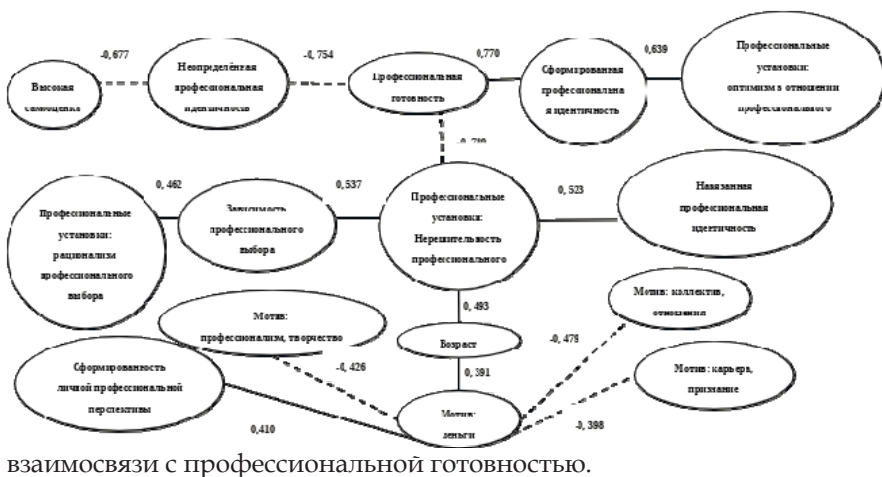 -0,677
-0,754
0,770
0,639
Высокая
самооценка
Неопределённая
профессиональная
идентичность
Профессиональная
готовность
Сформированная
профессиональна
я идентичность
Профессиональные
установки:
оптимизм в отношении
профессионального
0, 462
0,537
0, 523
Профессиональные
установки:
рационализм
профессионального
выбора
Зависимость
профессионального
выбора
Профессиональные
установки:
Нерешительность
профессионального
Навязанная
профессиональная
идентичность
0, 493
Мотив:
профессионализм, творчество
Возраст
Мотив: коллектив,
отношения
-0, 426
0,391
Сформированность
личной профессиональной
перспективы
Мотив: карьера,
признание
0,410
Мотив:
деньги
-0, 398
взаимосвязи с профессиональной готовностью.